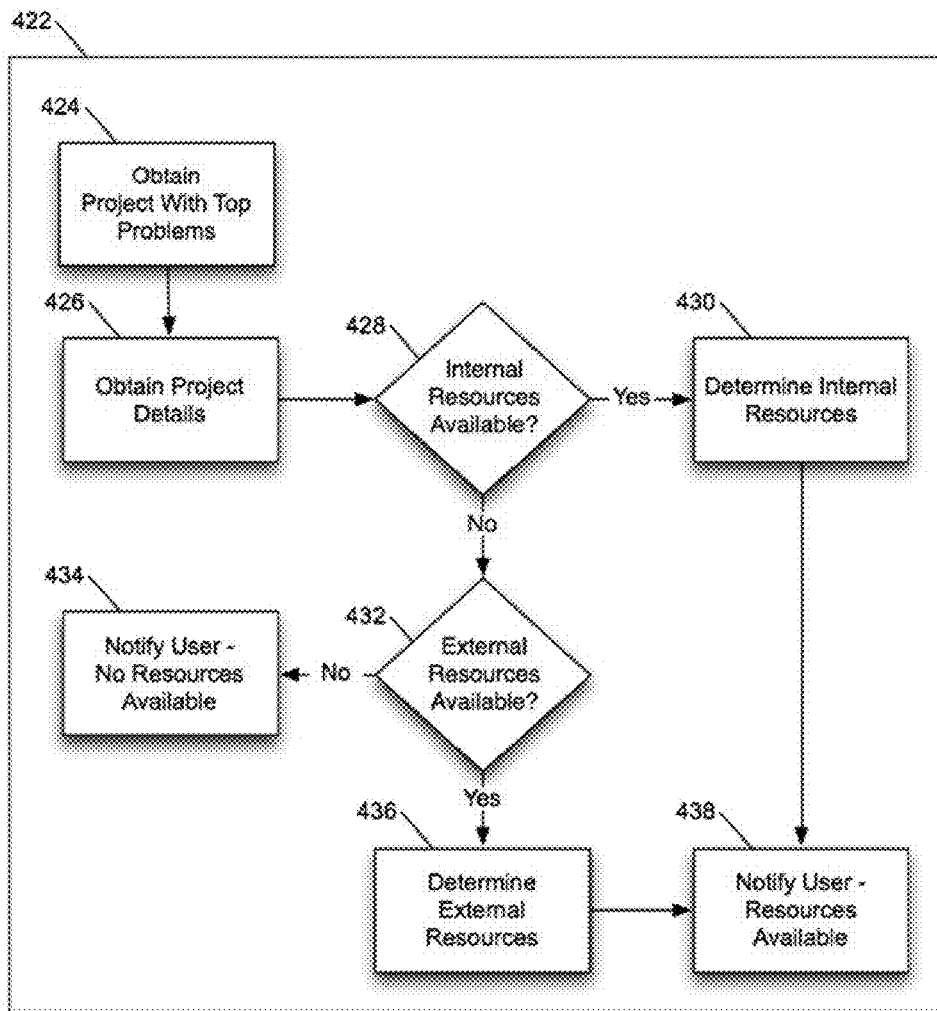 422
424
Obtain
Project With Top
Problems
426
Obtain Project
Details
428
Internal
Resources
Available?
Yes
430
Determine Internal
Resources
No
434
Notify User -
No Resources
Available
No
432
External
Resources
Available?
Yes
436
Determine
External
Resources
438
Notify User -
Resources
Available